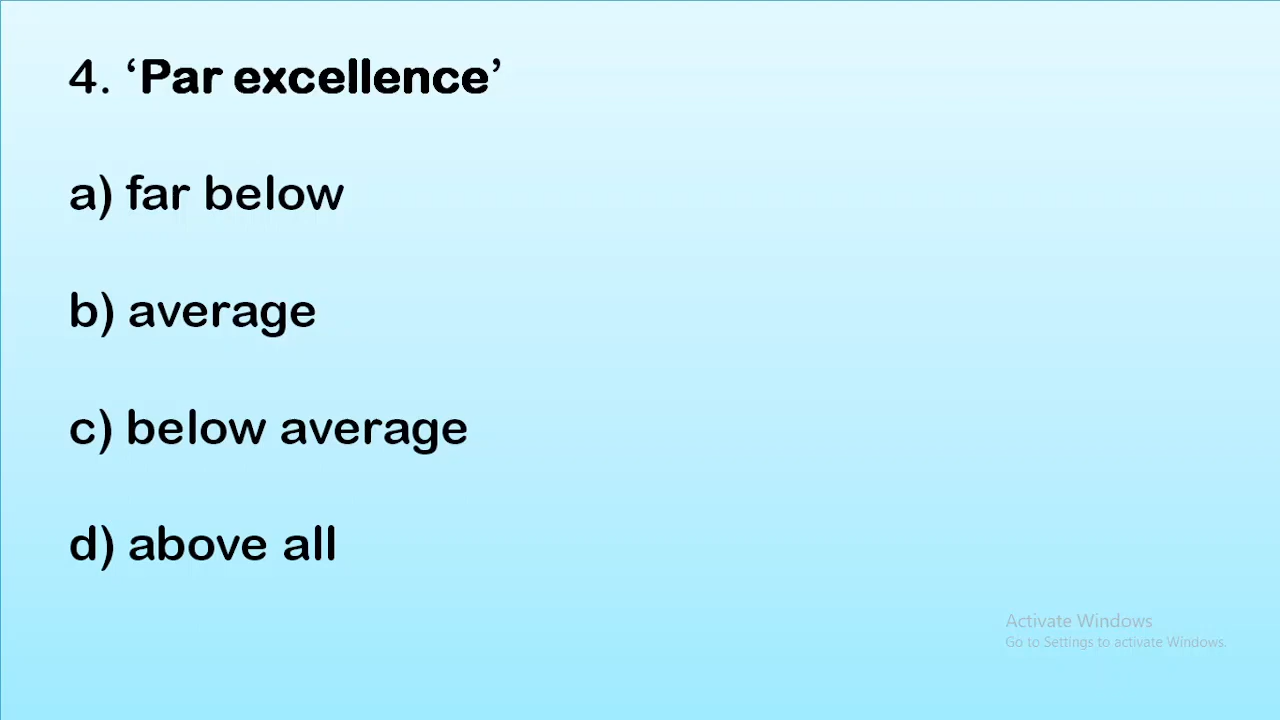 4. ‘Par excellence’
a) far below
b) average
c) below average
d) above all
Activate Windows
Go to Settings to activate Windows.